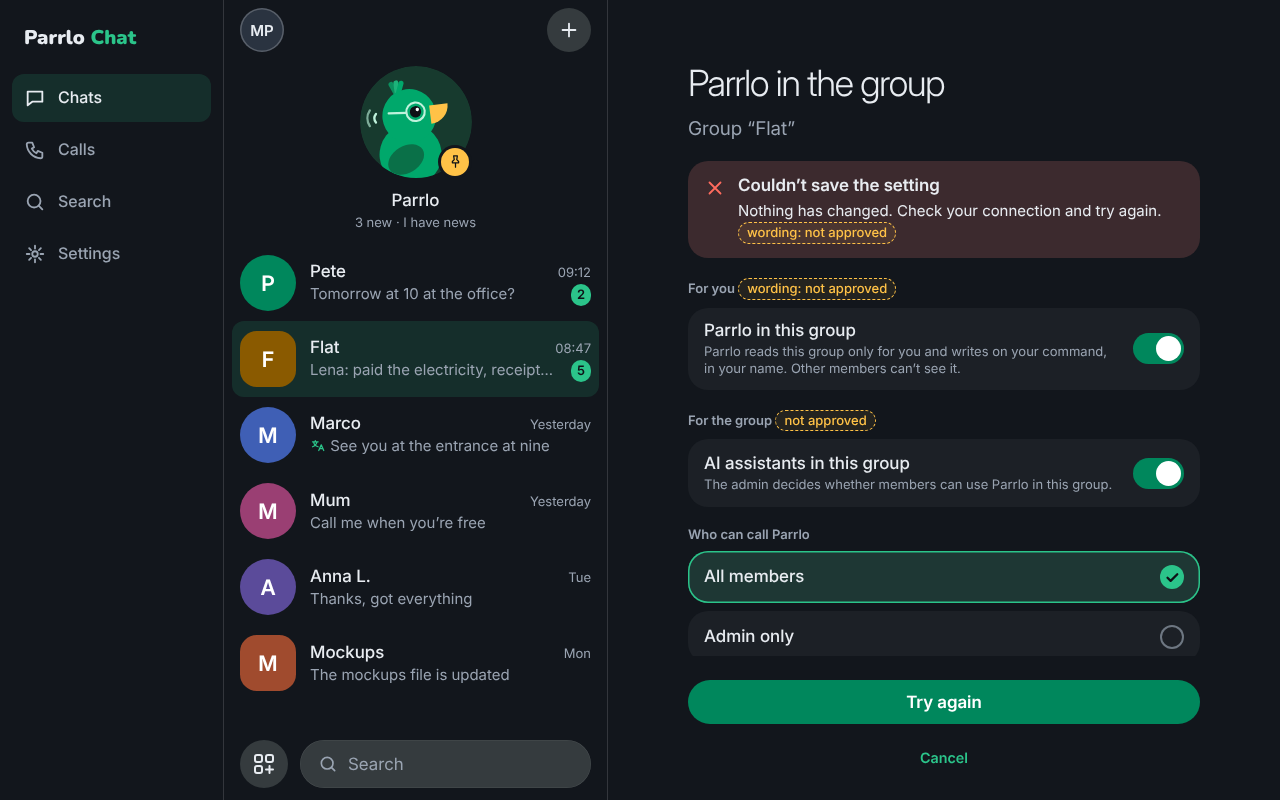 Parrlo Chat
Chats
Calls
Search
Settings
MP
Parrlo
3 new · I have news
P
Pete
09:12
Tomorrow at 10 at the office?
2
F
Flat
08:47
Lena: paid the electricity, receipt...
5
M
Marco
Yesterday
See you at the entrance at nine
M
Mum
Yesterday
Call me when you’re free
A
Anna L.
Tue
Thanks, got everything
M
Mockups
Mon
The mockups file is updated
Search
Parrlo in the group
Group “Flat”
Couldn’t save the setting
Nothing has changed. Check your connection and try again.
wording: not approved
For you wording: not approved
Parrlo in this group
Parrlo reads this group only for you and writes on your command,
in your name. Other members can’t see it.
For the group not approved
AI assistants in this group
The admin decides whether members can use Parrlo in this group.
Who can call Parrlo
All members
Admin only
Try again
Cancel